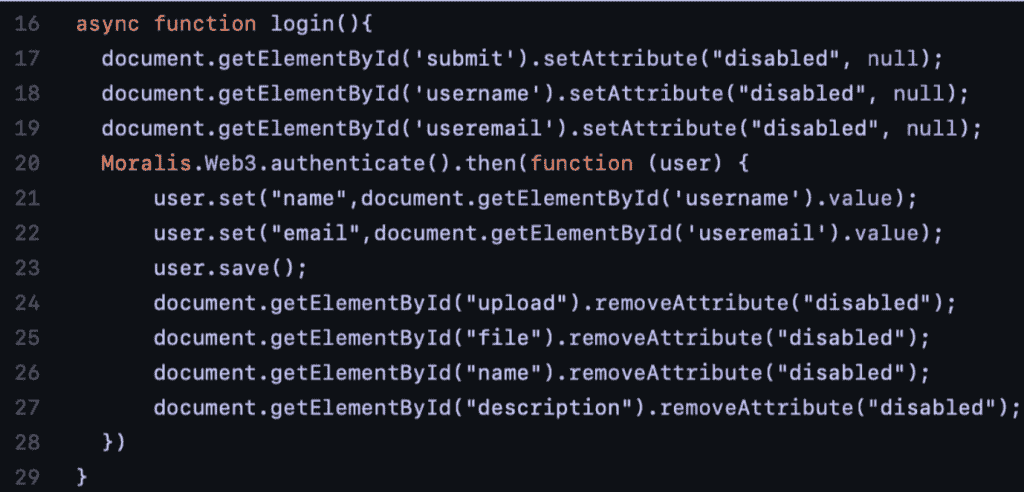 16 async function login(){
17 document.getElementById('submit').setAttribute("disabled", null);
18 document.getElementById('username').setAttribute("disabled", null);
19 document.getElementById('useremail').setAttribute("disabled", null);
20 Moralis.Web3.authenticate().then(function (user) {
21 user.set("name",document.getElementById('username').value);
22 user.set("email",document.getElementById('useremail').value);
23 user.save();
24 document.getElementById("upload").removeAttribute("disabled");
25 document.getElementById("file").removeAttribute("disabled");
26 document.getElementById("name").removeAttribute("disabled");
27 document.getElementById("description").removeAttribute("disabled");
28 })
29 }